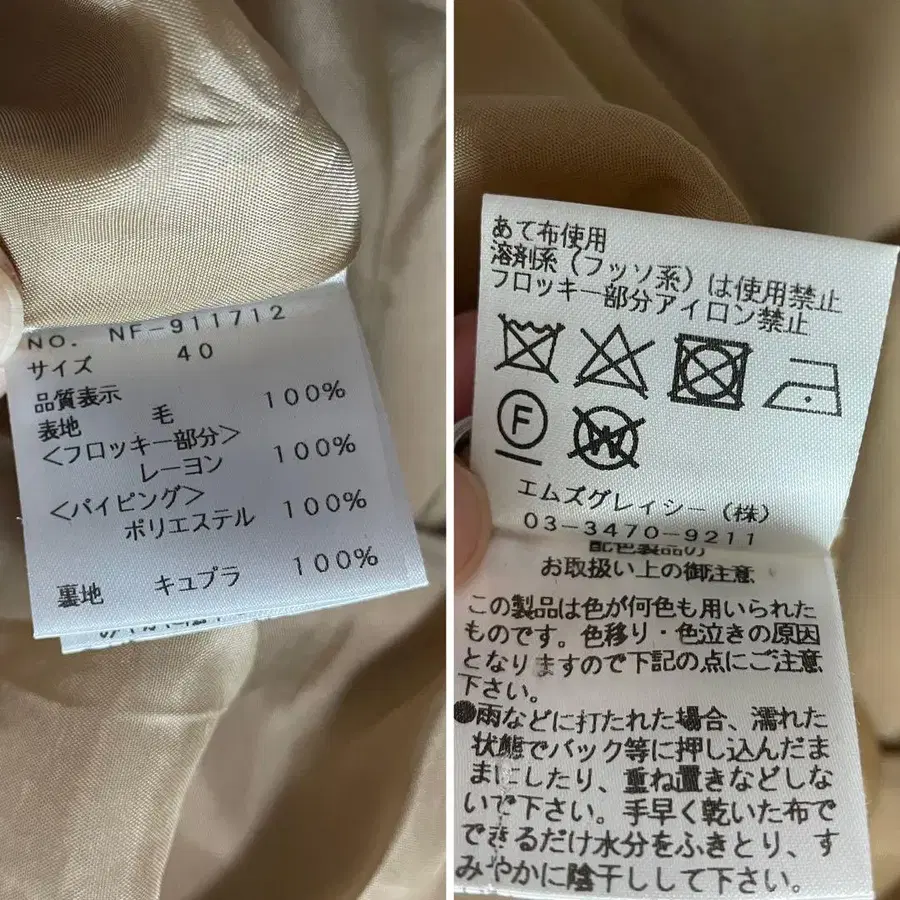 NO. NF-911712
サイズ 40
品質表示
表地 毛 100%
<フロッキー部分>
レーヨン 100%
<パイピング>
ポリエステル 100%
裏地 キュプラ 100%
あて布使用
溶剤系(フッソ系)は使用禁止
フロッキー部分アイロン禁止
F
W
エムズグレイシー(株)
03-3470-9211
配色製品の
お取扱い上の御注意
この製品は色が何色も用いられた
ものです。色移り・色泣きの原因
となりますので下記の点にご注意
下さい。
●雨などに打たれた場合、濡れた
状態でバック等に押し込んだま
まにしたり、重ね置きなどしな
いで下さい。手早く乾いた布で
できるだけ水分をふきとり、す
みやかに陰干しして下さい。